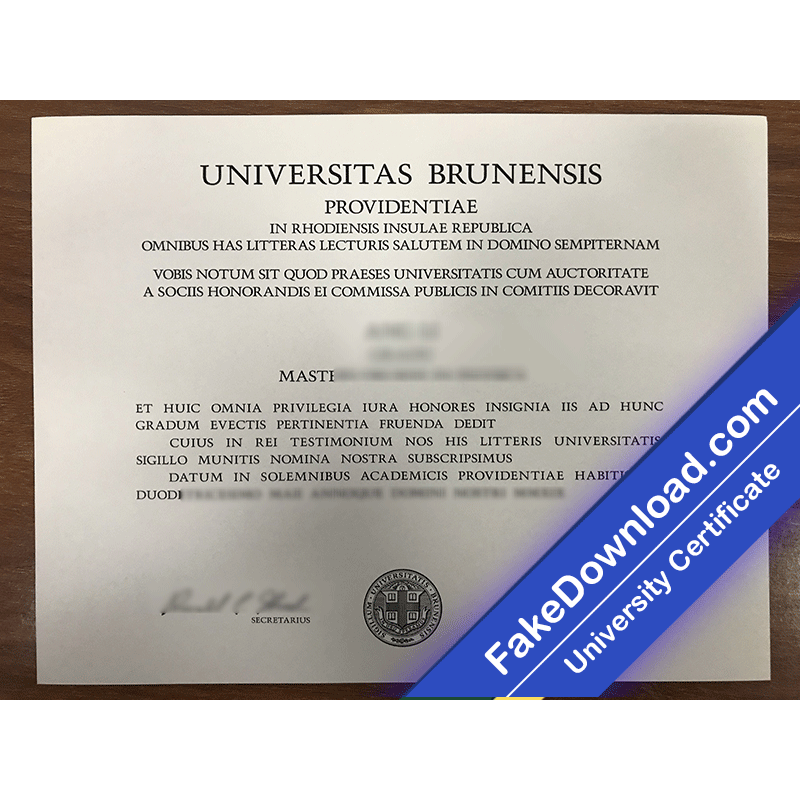 UNIVERSITAS BRUNENSIS
PROVIDENTIAE
IN RHODIENSIS INSULAE REPUBLICA
OMNIBUS HAS LITTERAS LECTURIS SALUTEM IN DOMINO SEMPITERNAM
VOBIS NOTUM SIT QUOD PRAESES UNIVERSITATIS CUM AUCTORITATE
A SOCIIS HONORANDIS EI COMMISSA PUBLICIS IN COMITIIS DECORAVIT
ET HUIC OMNIA PRIVILEGIA IURA HONORES INSIGNIA IIS AD HUNC
GRADUM EVECTIS PERTINENTIA FRUENDA DEDIT
CUIUS IN REI TESTIMONIUM NOS HIS LITTERIS UNIVERSITATIS
SIGILLO MUNITIS NOMINA NOSTRA SUBSCRIPSIMUS
DATUM IN SOLEMNIBUS ACADEMICIS PROVIDENTIAE
SECRETARIUS
SIGILLUM · UNIVERSITATIS · BRUNENSIS
FakeDownload.com
University Certificate